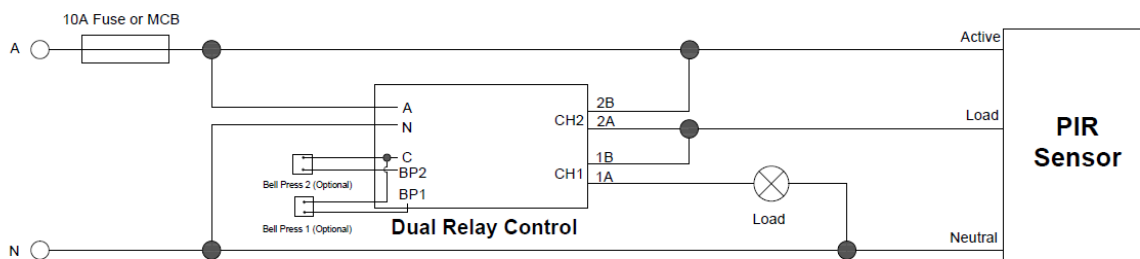 10A Fuse or MCB
A
Active
A
N
C
BP2
BP1
CH2
2B
2A
CH1
1B
1A
Bell Press 2 (Optional)
Bell Press 1 (Optional)
Dual Relay Control
Load
Load
PIR
Sensor
N
Neutral